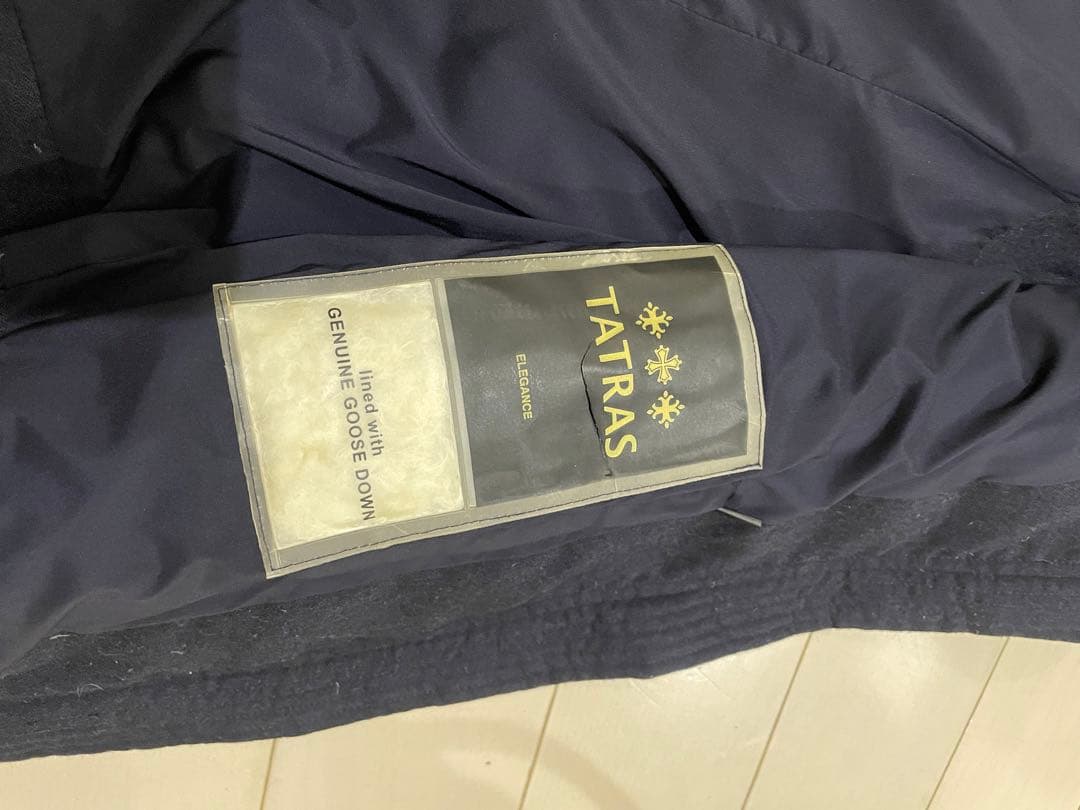 TATRAS
ELEGANCE
lined with
GENUINE GOOSE DOWN